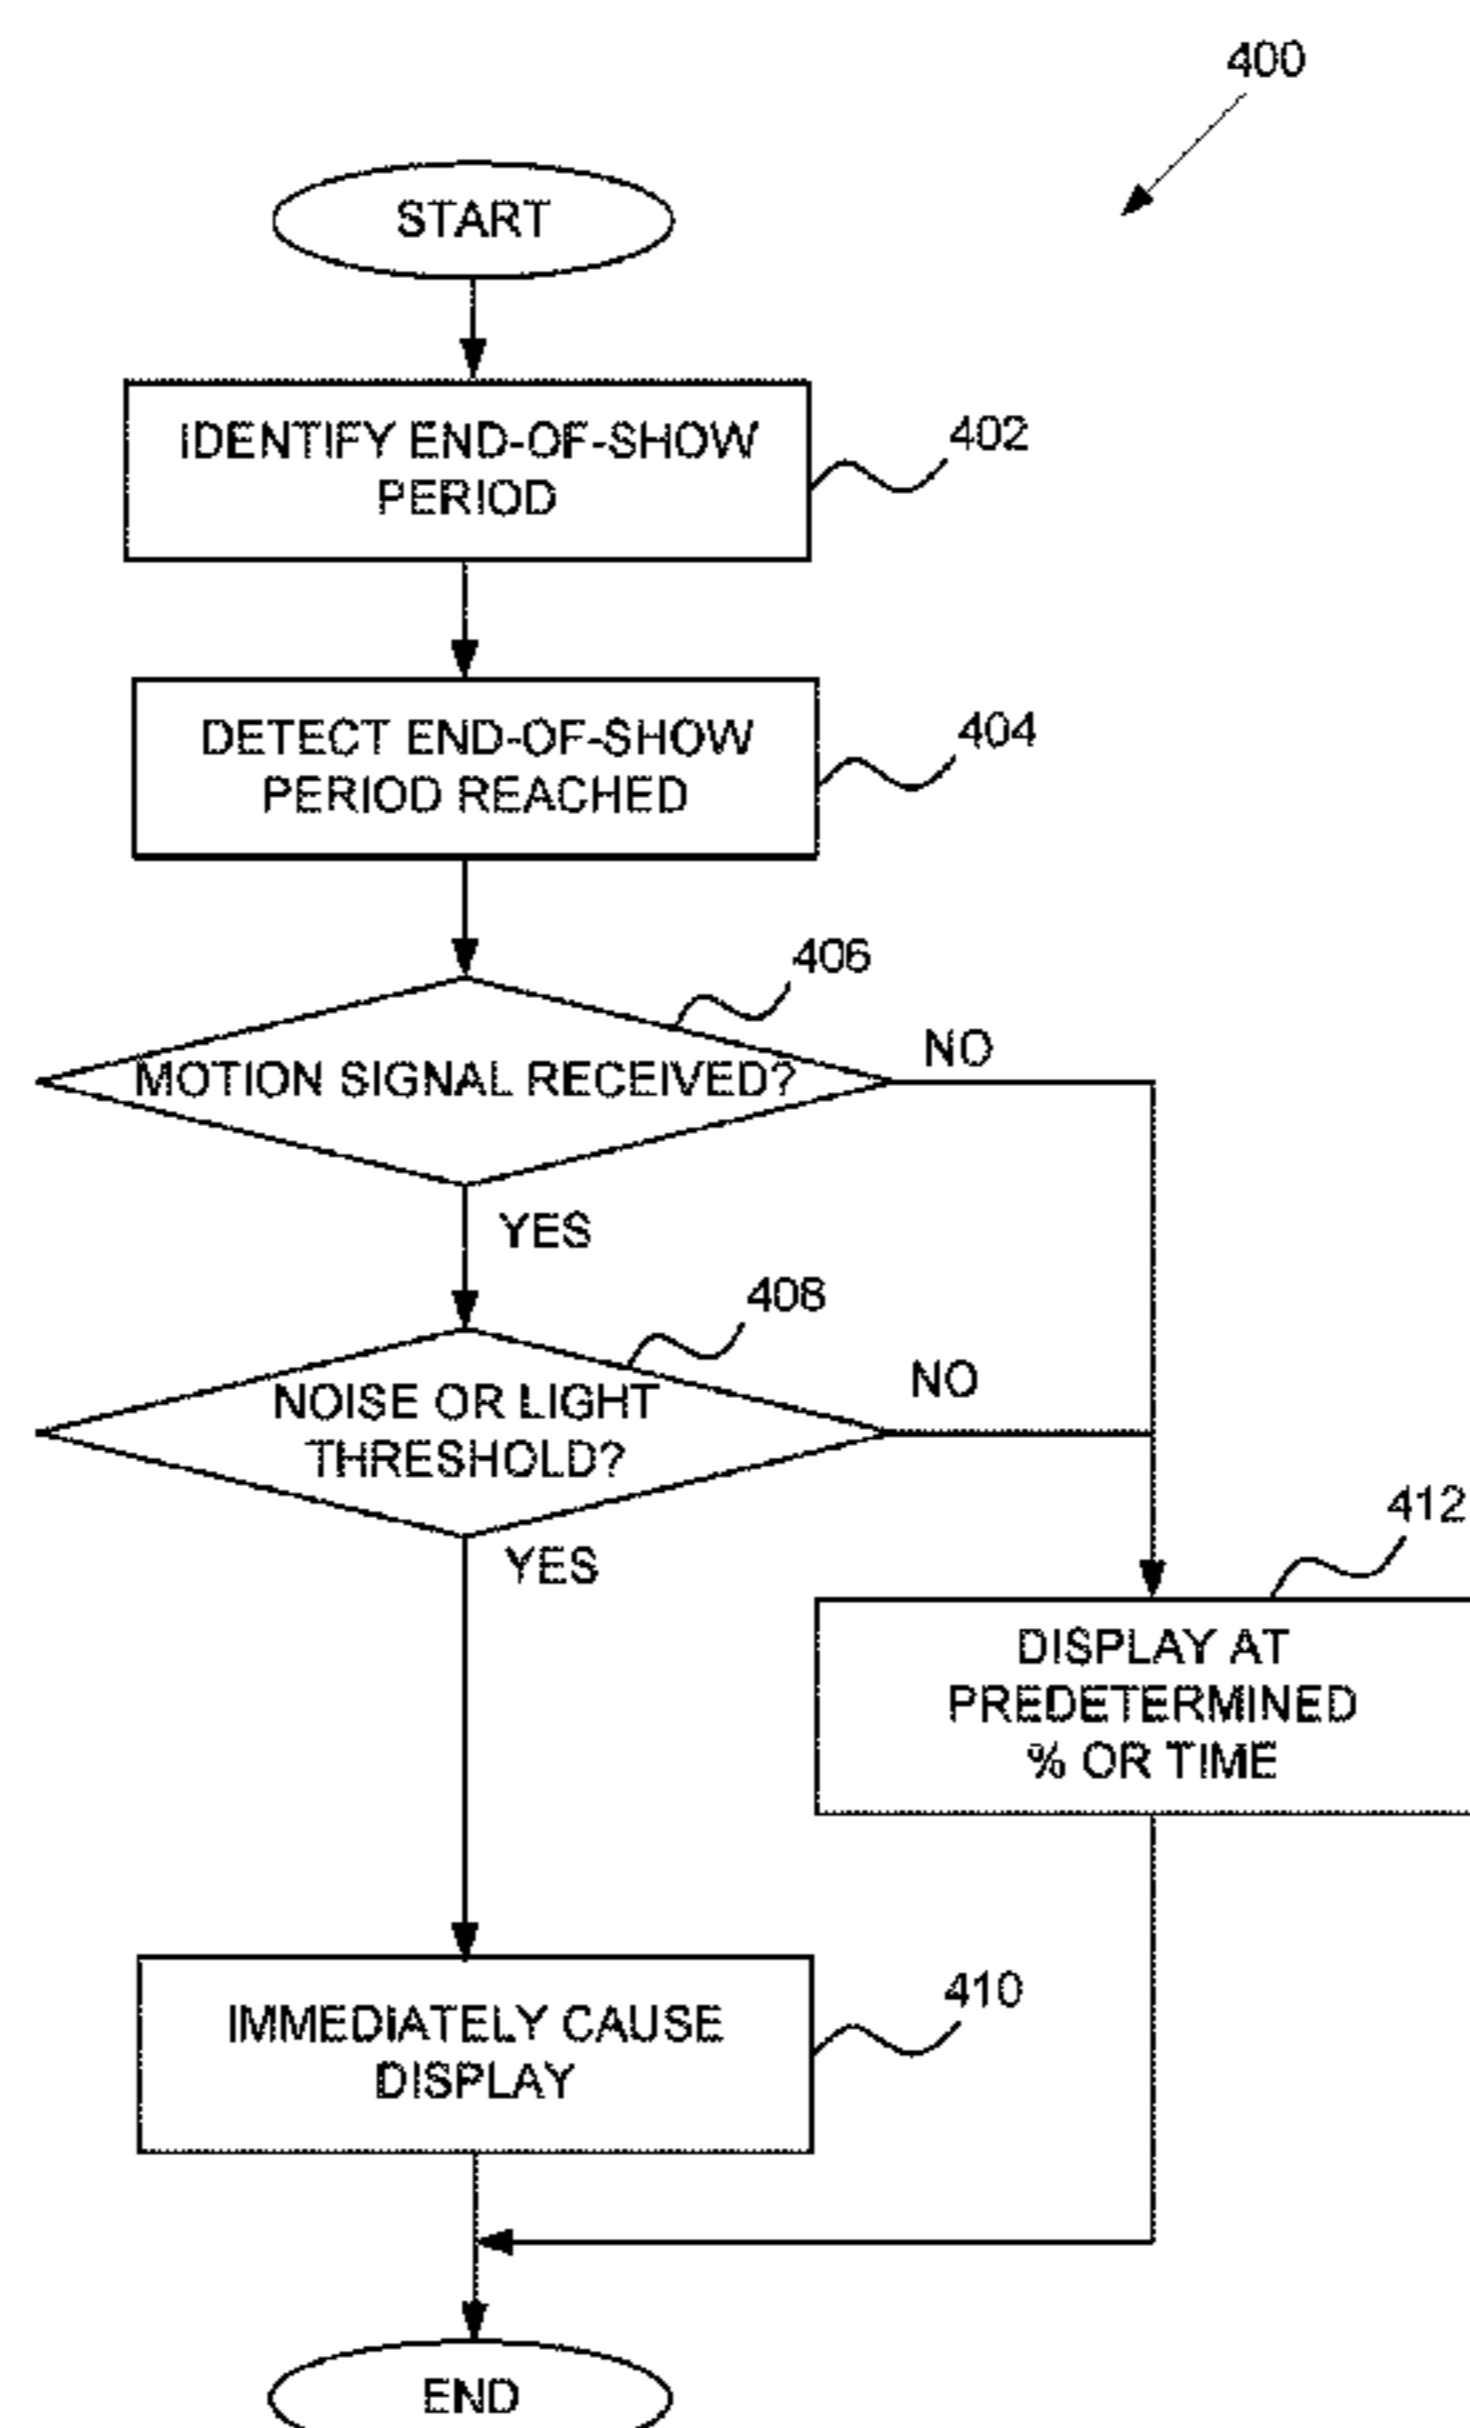 400
START
IDENTIFY END-OF-SHOW
PERIOD
402
DETECT END-OF-SHOW
PERIOD REACHED
404
406
MOTION SIGNAL RECEIVED?
NO
YES
408
NOISE OR LIGHT
THRESHOLD?
NO
YES
412
DISPLAY AT
PREDETERMINED
% OR TIME
IMMEDIATELY CAUSE
DISPLAY
410
END